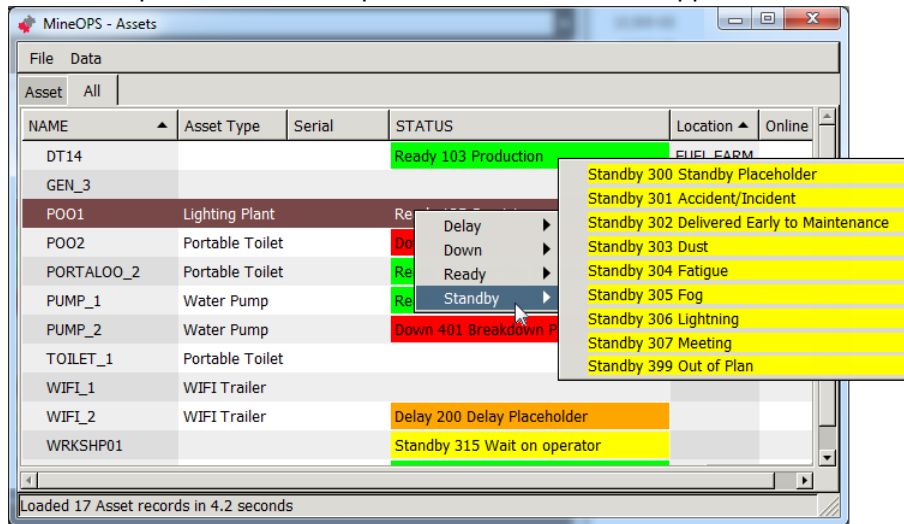 MineOPS - Assets
File Data
Asset All
NAME Asset Type Serial STATUS Location Online
DT14 Ready 103 Production FUEL FARM
GEN_3
POO1 Lighting Plant
POO2 Portable Toilet
PORTALOO_2 Portable Toilet
PUMP_1 Water Pump
PUMP_2 Water Pump Down 401 Breakdown
TOILET_1 Portable Toilet
WIFI_1 WIFI Trailer
WIFI_2 WIFI Trailer Delay 200 Delay Placeholder
WRKSHP01 Standby 315 Wait on operator
Delay
Down
Ready
Standby
Standby 300 Standby Placeholder
Standby 301 Accident/Incident
Standby 302 Delivered Early to Maintenance
Standby 303 Dust
Standby 304 Fatigue
Standby 305 Fog
Standby 306 Lightning
Standby 307 Meeting
Standby 399 Out of Plan
Loaded 17 Asset records in 4.2 seconds